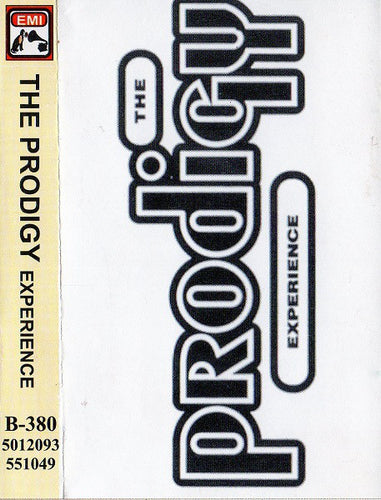 EMI
THE PRODIGY EXPERIENCE
B-380
5012093
551049
THE
PRODIGY
EXPERIENCE